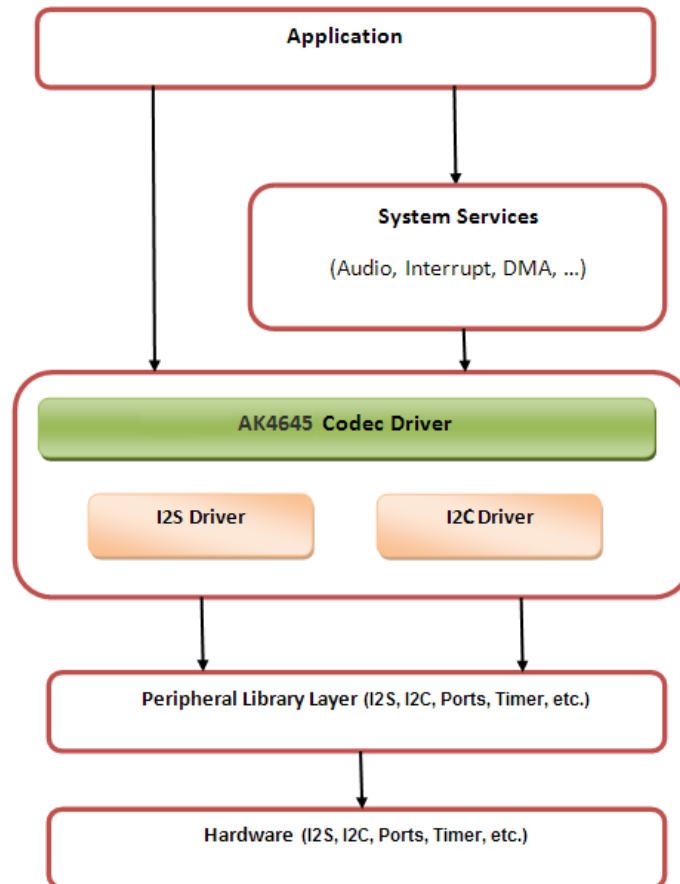 Application
System Services
(Audio, Interrupt, DMA, ...)
AK4645 Codec Driver
I2S Driver
I2C Driver
Peripheral Library Layer (I2S, I2C, Ports, Timer, etc.)
Hardware (I2S, I2C, Ports, Timer, etc.)